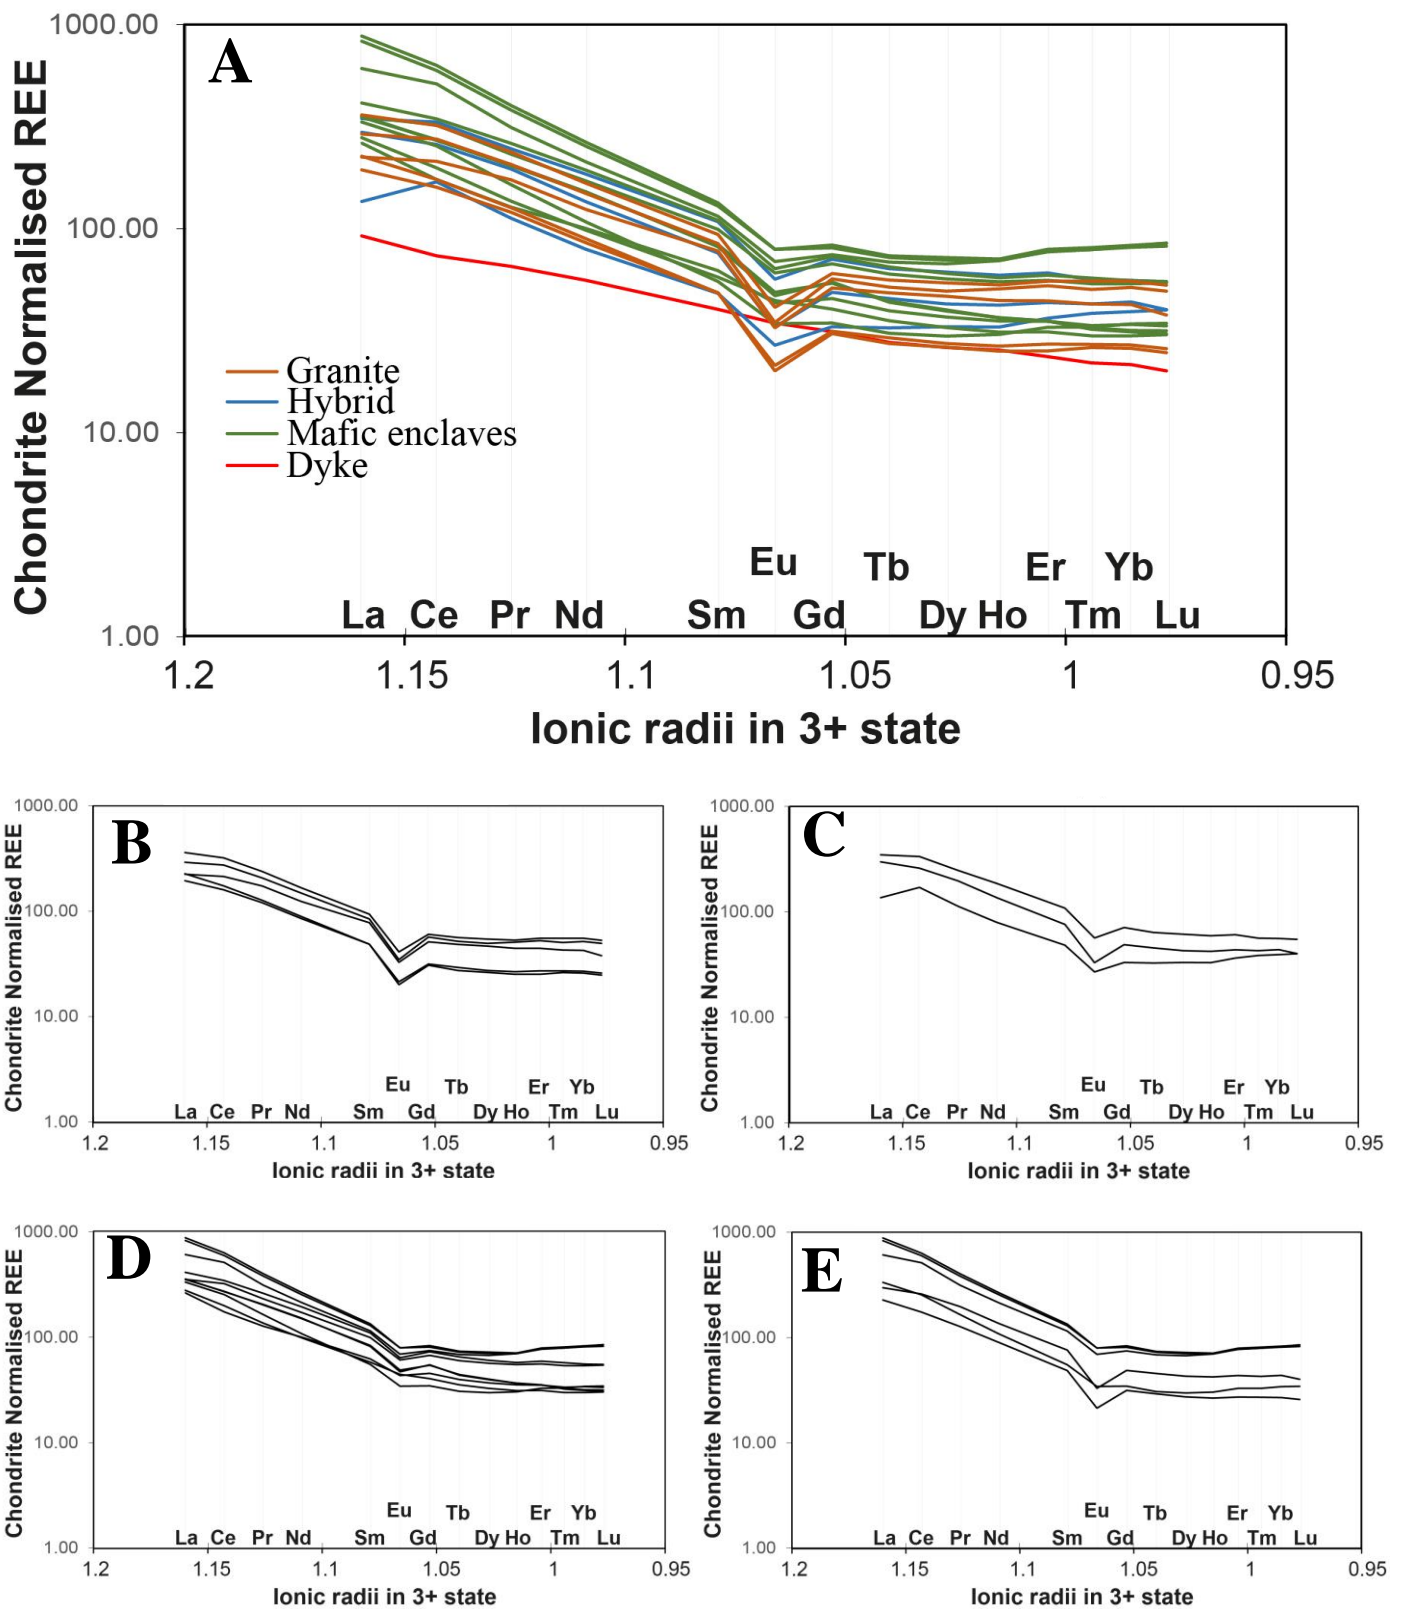 A
Chondrite Normalised REE
1000.00
100.00
10.00
1.00
Granite
Hybrid
Mafic enclaves
Dyke
Eu Tb Er Yb
La Ce Pr Nd Sm Gd Dy Ho Tm Lu
1.2 1.15 1.1 1.05 1 0.95
Ionic radii in 3+ state
B
Chondrite Normalised REE
1000.00
100.00
10.00
1.00
Eu Tb Er Yb
La Ce Pr Nd Sm Gd Dy Ho Tm Lu
1.2 1.15 1.1 1.05 1 0.95
Ionic radii in 3+ state
C
Chondrite Normalised REE
1000.00
100.00
10.00
1.00
Eu Tb Er Yb
La Ce Pr Nd Sm Gd Dy Ho Tm Lu
1.2 1.15 1.1 1.05 1 0.95
Ionic radii in 3+ state
D
Chondrite Normalised REE
1000.00
100.00
10.00
1.00
Eu Tb Er Yb
La Ce Pr Nd Sm Gd Dy Ho Tm Lu
1.2 1.15 1.1 1.05 1 0.95
Ionic radii in 3+ state
E
Chondrite Normalised REE
1000.00
100.00
10.00
1.00
Eu Tb Er Yb
La Ce Pr Nd Sm Gd Dy Ho Tm Lu
1.2 1.15 1.1 1.05 1 0.95
Ionic radii in 3+ state